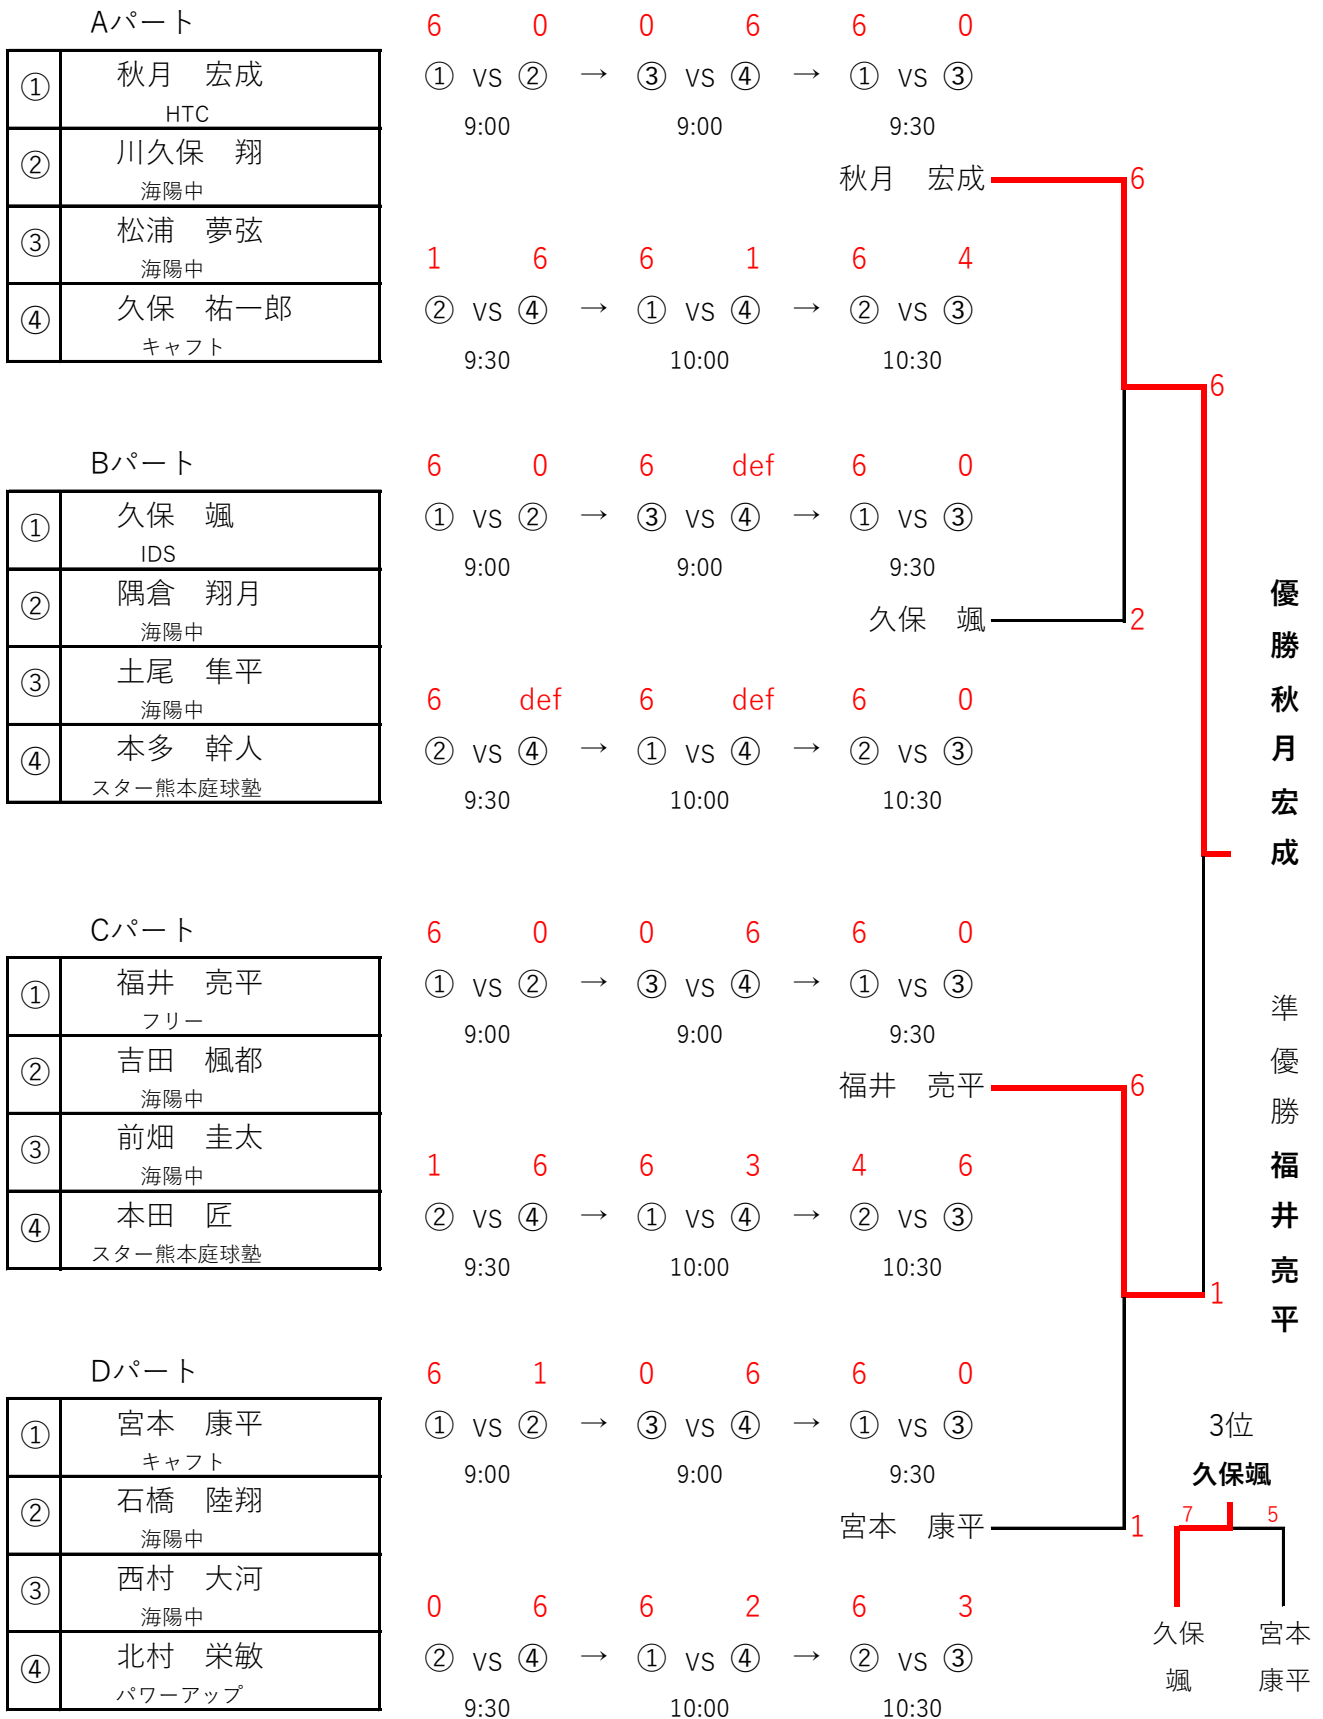 Aパート
6 0 0 6 6 0
① 秋月 宏成
HTC
① VS ② → ③ VS ④ → ① VS ③
9:00 9:00 9:30
② 川久保 翔
海陽中
秋月 宏成 6
③ 松浦 夢弦
海陽中
1 6 6 1 6 4
④ 久保 祐一郎
キャフト
② VS ④ → ① VS ④ → ② VS ③
9:30 10:00 10:30
6
Bパート
6 0 6 def 6 0
① 久保 颯
IDS
① VS ② → ③ VS ④ → ① VS ③
9:00 9:00 9:30
② 隅倉 翔月
海陽中
久保 颯 2
③ 土尾 隼平
海陽中
6 def 6 def 6 0
④ 本多 幹人
スター熊本庭球塾
② VS ④ → ① VS ④ → ② VS ③
9:30 10:00 10:30
優勝秋月宏成
Cパート
6 0 0 6 6 0
① 福井 亮平
フリー
① VS ② → ③ VS ④ → ① VS ③
9:00 9:00 9:30
② 吉田 楓都
海陽中
福井 亮平 6
③ 前畑 圭太
海陽中
1 6 6 3 4 6
④ 本田 匠
スター熊本庭球塾
② VS ④ → ① VS ④ → ② VS ③
9:30 10:00 10:30
1
準優勝福井亮平
Dパート
6 1 0 6 6 0
① 宮本 康平
キャフト
① VS ② → ③ VS ④ → ① VS ③
9:00 9:00 9:30
② 石橋 陸翔
海陽中
宮本 康平 1
③ 西村 大河
海陽中
0 6 6 2 6 3
④ 北村 栄敏
パワーアップ
② VS ④ → ① VS ④ → ② VS ③
9:30 10:00 10:30
3位
久保颯
7 5
久保 宮本
颯 康平